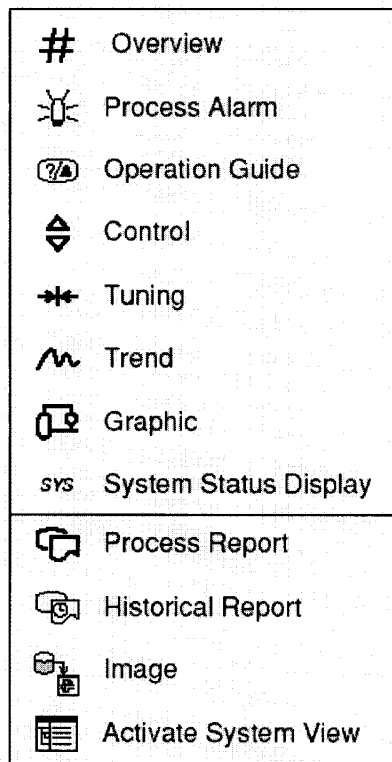 # Overview
Process Alarm
?/ Operation Guide
Control
Tuning
Trend
Graphic
SYS System Status Display
Process Report
Historical Report
Image
Activate System View